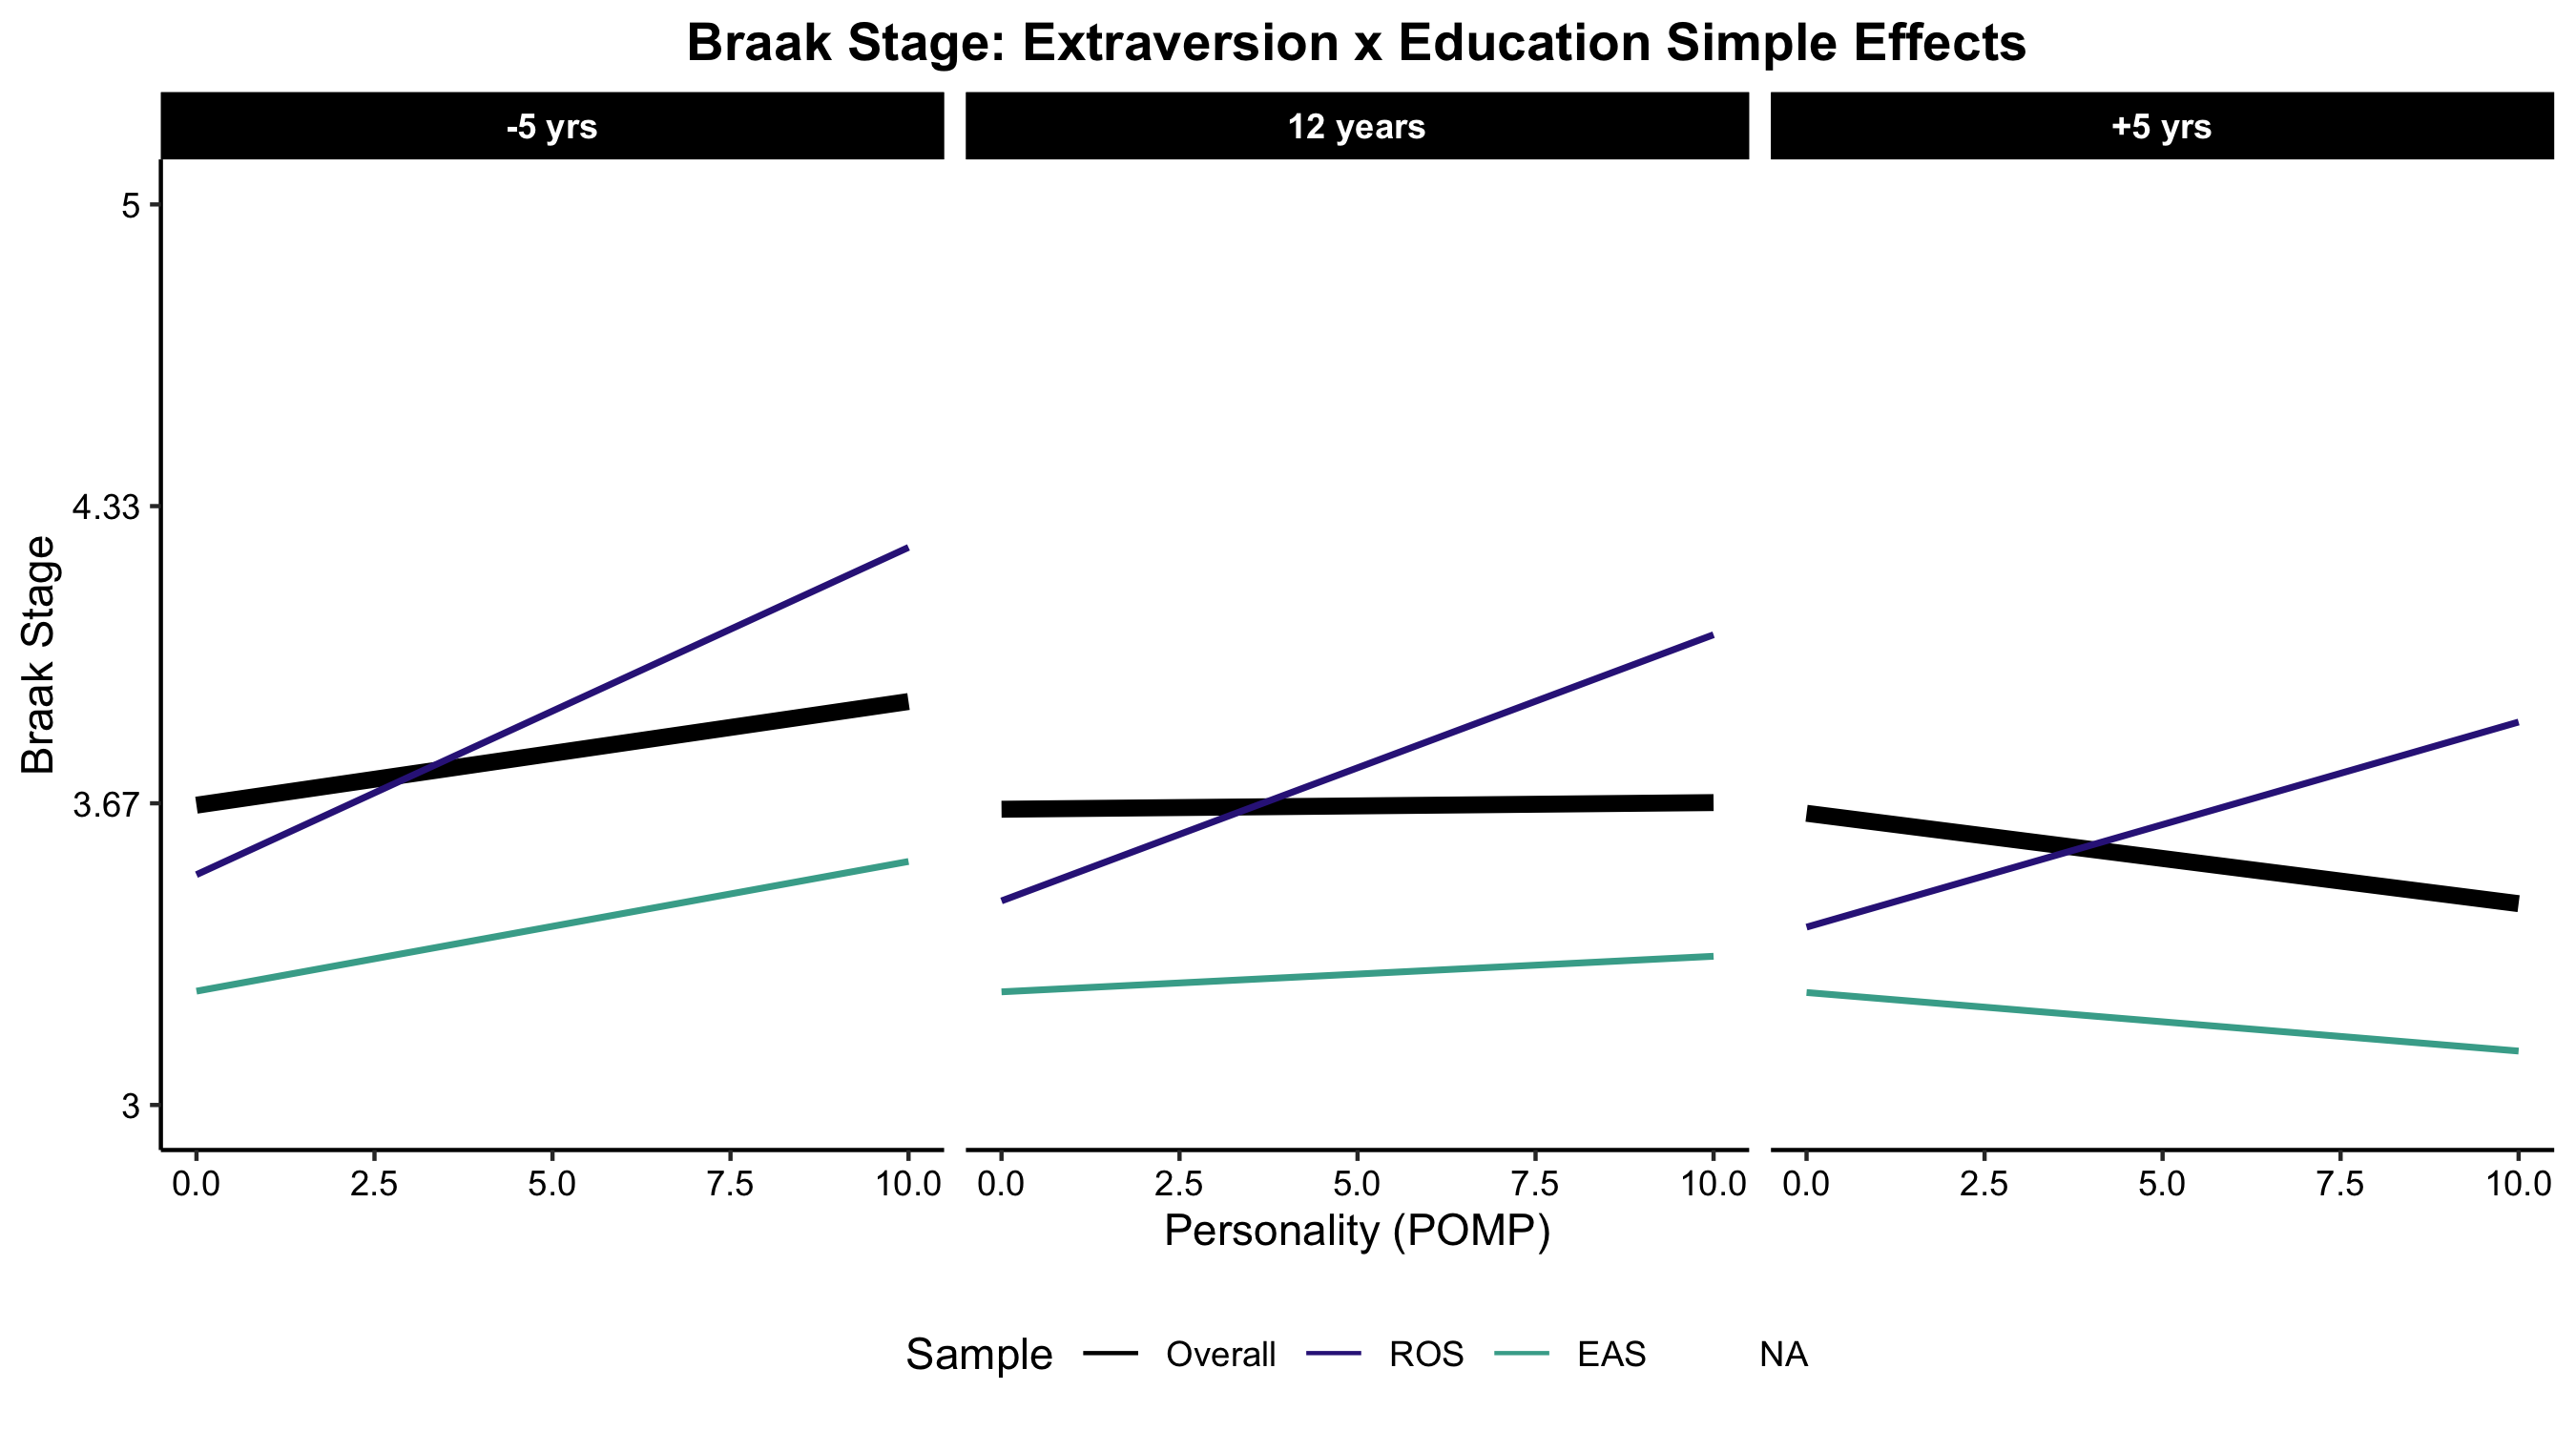 Braak Stage: Extraversion x Education Simple Effects
-5 yrs 12 years +5 yrs
5
4.33
3.67
3
Braak Stage
0.0 2.5 5.0 7.5 10.0 0.0 2.5 5.0 7.5 10.0 0.0 2.5 5.0 7.5 10.0
Personality (POMP)
Sample Overall ROS EAS NA